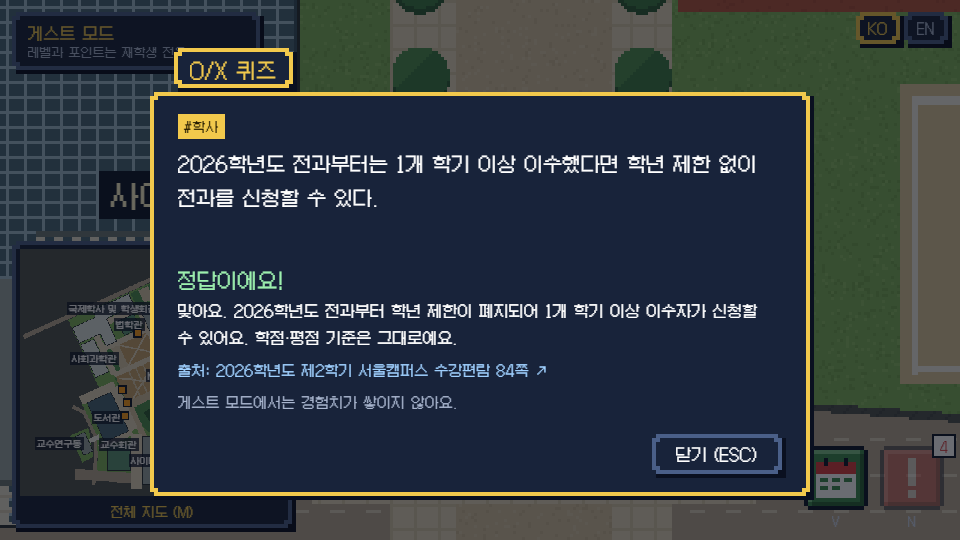 게스트 모드
레벨과 포인트는 재학생 전
KO
EN
O/X 퀴즈
#학사
2026학년도 전과부터는 1개 학기 이상 이수했다면 학년 제한 없이
전과를 신청할 수 있다.
정답이에요!
맞아요. 2026학년도 전과부터 학년 제한이 폐지되어 1개 학기 이상 이수자가 신청할
수 있어요. 학점·평점 기준은 그대로예요.
출처: 2026학년도 제2학기 서울캠퍼스 수강편람 84쪽 ↗
게스트 모드에서는 경험치가 쌓이지 않아요.
닫기 (ESC)
사이
국제학사 및 학생회
법학관
사회과학관
도서관
교수연구동
교수회관
사이
전체 지도 (M)
4
V
N